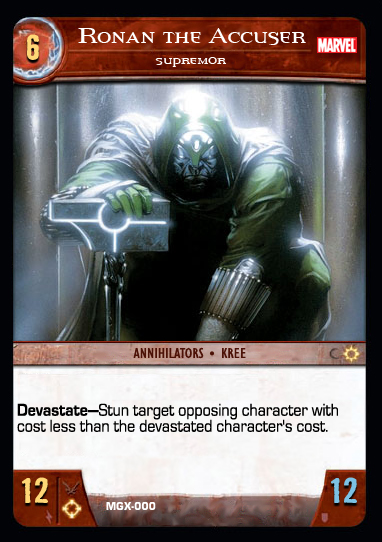 6
Ronan the Accuser
MARVEL
supremor
ANNIHILATORS • KREE
Devastate—Stun target opposing character with
cost less than the devastated character's cost.
12
MGX-000
12